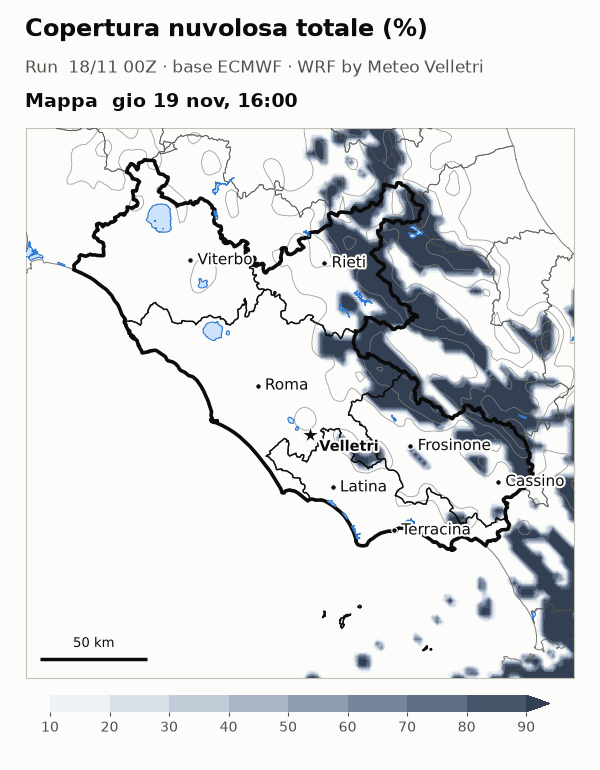 Copertura nuvolosa totale (%)
Run  18/11 00Z · base ECMWF · WRF by Meteo Velletri
Mappa  gio 19 nov, 16:00
Viterbo
Rieti
Roma
Velletri
Frosinone
Latina
Cassino
Terracina
50 km
10 20 30 40 50 60 70 80 90